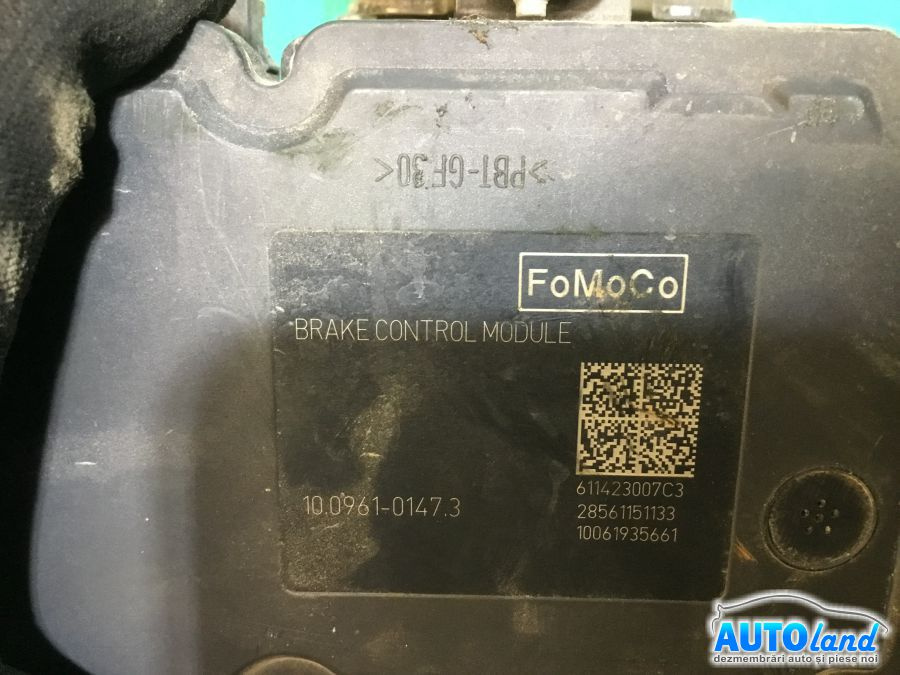 >PBT-GF30<
FoMoCo
BRAKE CONTROL MODULE
611423007C3
10.0961-0147.3
28561151133
10061935661
AUTOland
dezmembrări auto și piese noi